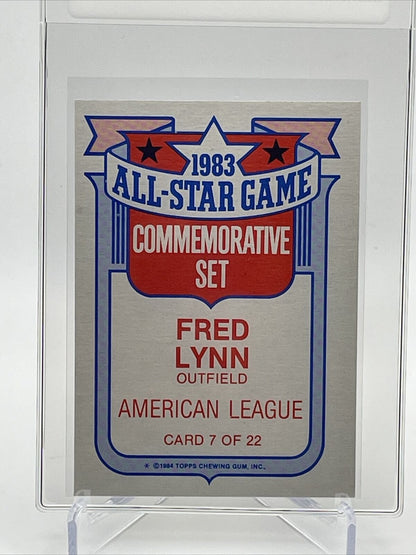 1983
ALL-STAR GAME
COMMEMORATIVE
SET
FRED
LYNN
OUTFIELD
AMERICAN LEAGUE
CARD 7 OF 22
* ©1984 TOPPS CHEWING GUM, INC.